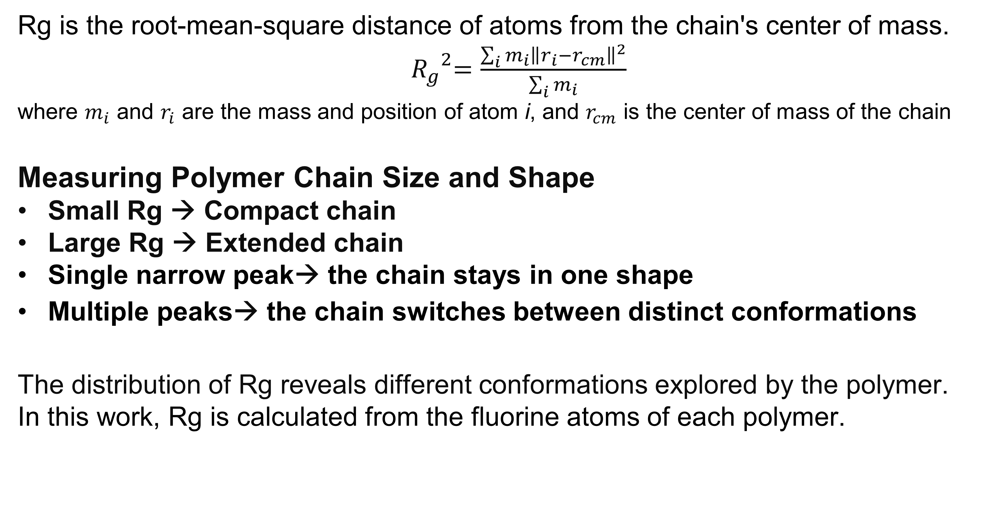 Rg is the root-mean-square distance of atoms from the chain's center of mass.
R_g^2 = \frac{\sum_i m_i \| r_i - r_{cm} \|^2}{\sum_i m_i}
where m_i and r_i are the mass and position of atom i, and r_{cm} is the center of mass of the chain
Measuring Polymer Chain Size and Shape
• Small Rg → Compact chain
• Large Rg → Extended chain
• Single narrow peak→ the chain stays in one shape
• Multiple peaks→ the chain switches between distinct conformations
The distribution of Rg reveals different conformations explored by the polymer.
In this work, Rg is calculated from the fluorine atoms of each polymer.